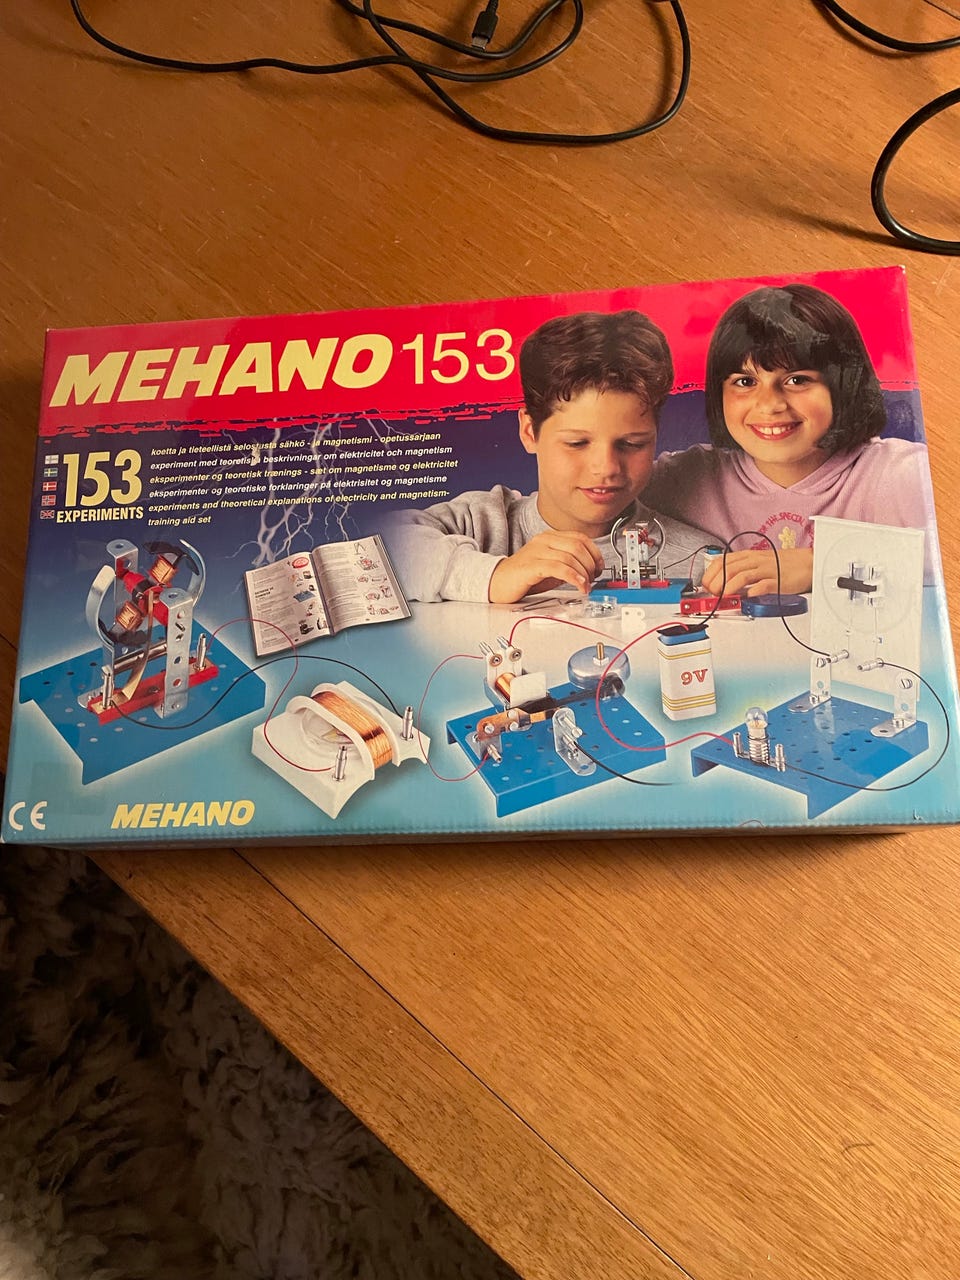 MEHANO 153
153
EXPERIMENTS
koetta ja tieteellistä selostusta sähkö - ja magnetismi - opetussarjaan
experiment med teoretiska beskrivningar om elektricitet och magnetism
eksperimenter og teoretisk trænings - sæt om magnetisme og elektricitet
eksperimenter og teoretiske forklaringer på elektrisitet og magnetisme
experiments and theoretical explanations of electricity and magnetism-
training aid set
9V
CE
MEHANO